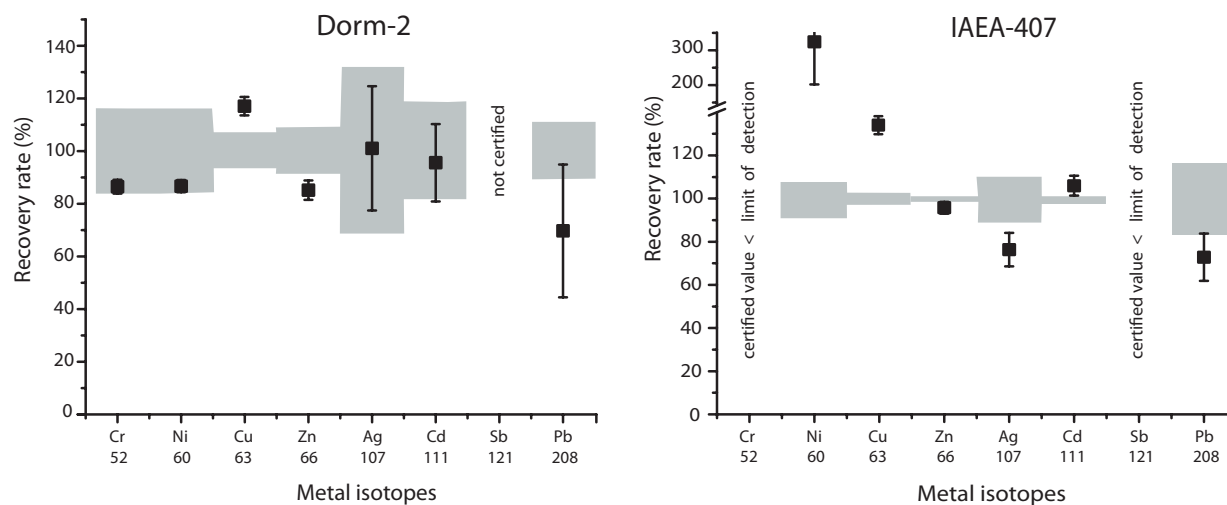 Dorm-2
140
120
100
80
60
40
20
0
Recovery rate (%)
not certified
Cr Ni Cu Zn Ag Cd Sb Pb
52 60 63 66 107 111 121 208
Metal isotopes
IAEA-407
300
200
120
100
80
60
40
20
0
Recovery rate (%)
certified value < limit of detection
certified value < limit of detection
Cr Ni Cu Zn Ag Cd Sb Pb
52 60 63 66 107 111 121 208
Metal isotopes